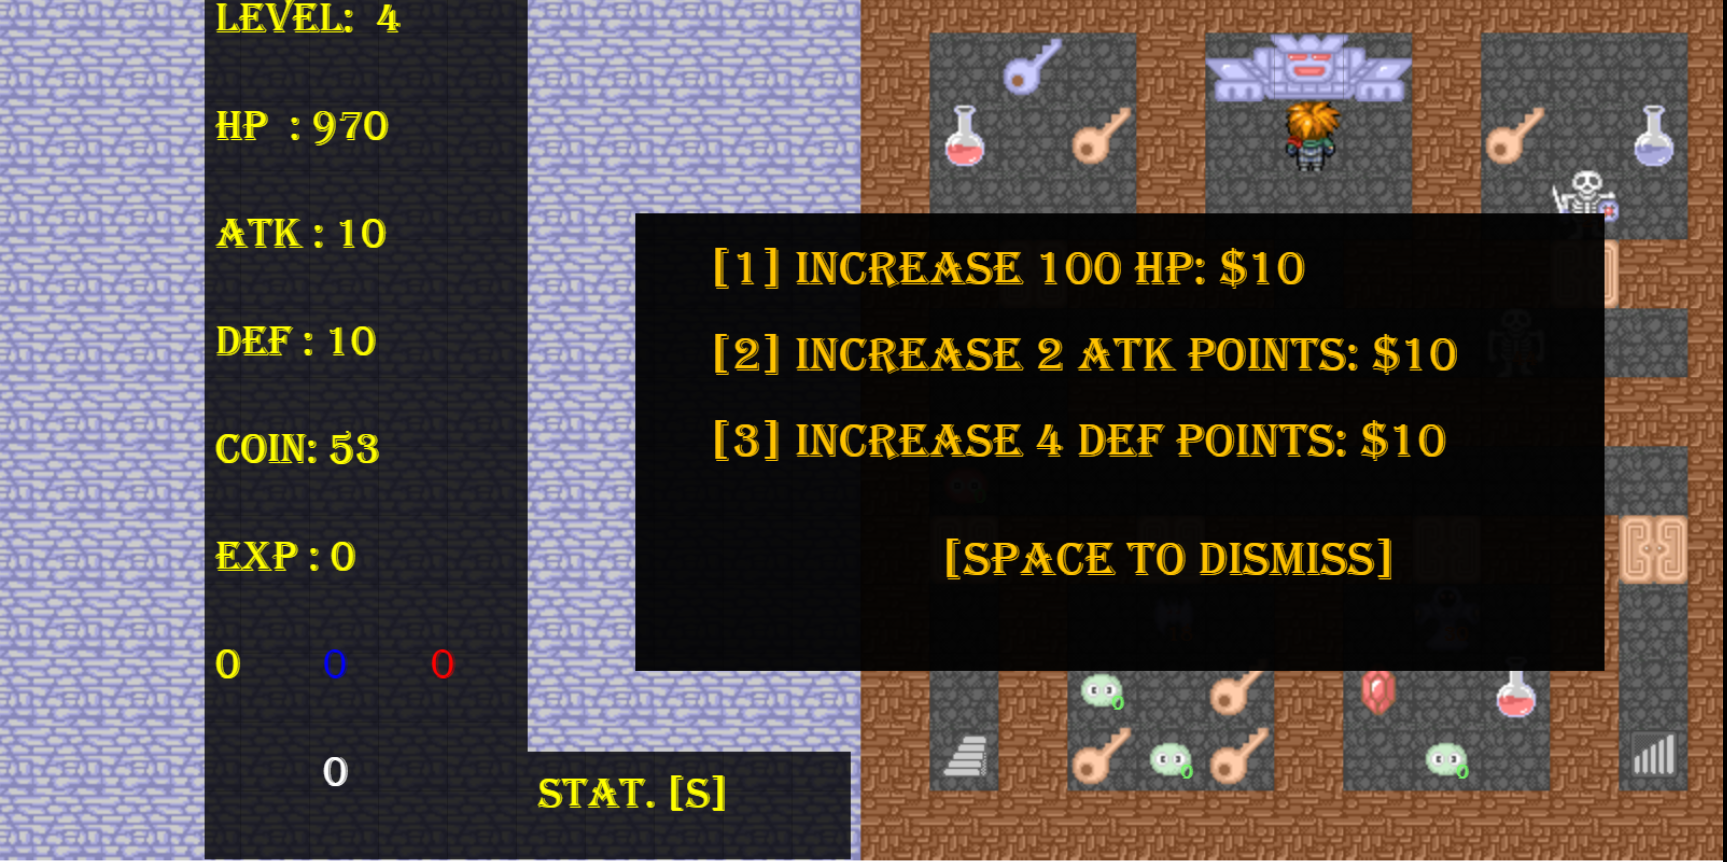 LEVEL: 4
HP : 970
ATK : 10
DEF : 10
COIN: 53
EXP : 0
0 0 0
0
STAT. [S]
[1] INCREASE 100 HP: $10
[2] INCREASE 2 ATK POINTS: $10
[3] INCREASE 4 DEF POINTS: $10
[SPACE TO DISMISS]